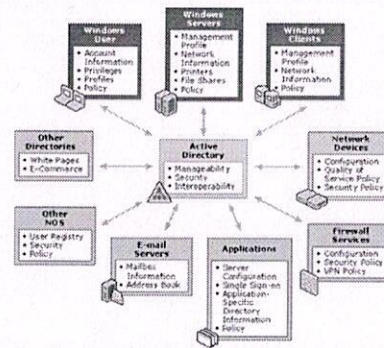 Windows
User
• Account
Information
• Privileges
• Profiles
• Policy
Windows
Servers
• Management
Profile
• Network
Information
• Printers
• File Shares
• Policy
Windows
Clients
• Management
Profile
• Network
Information
• Policy
Other
Directories
• White Pages
• E-Commerce
Active
Directory
• Manageability
• Security
• Interoperability
Network
Devices
• Configuration
• Quality of
Service Policy
• Security Policy
Other
NOS
• User Registry
• Security
• Policy
E-mail
Servers
• Mailbox
Information
• Address Book
Applications
• Server
Configuration
• Single Sign-on
• Application-
Specific
Directory
Information
• Policy
Firewall
Services
• Configuration
• Security Policy
• VPN Policy